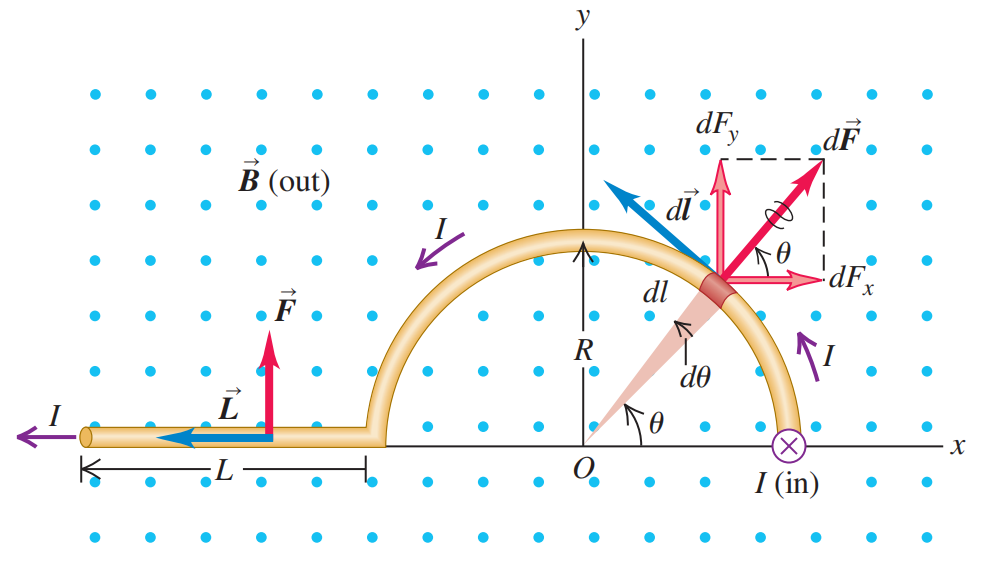 y
dF⃗
dF_y
B⃗ (out)
dl⃗
I
θ
dF_x
dl
F⃗
R
I
dθ
L⃗
θ
I
x
O
L
I (in)